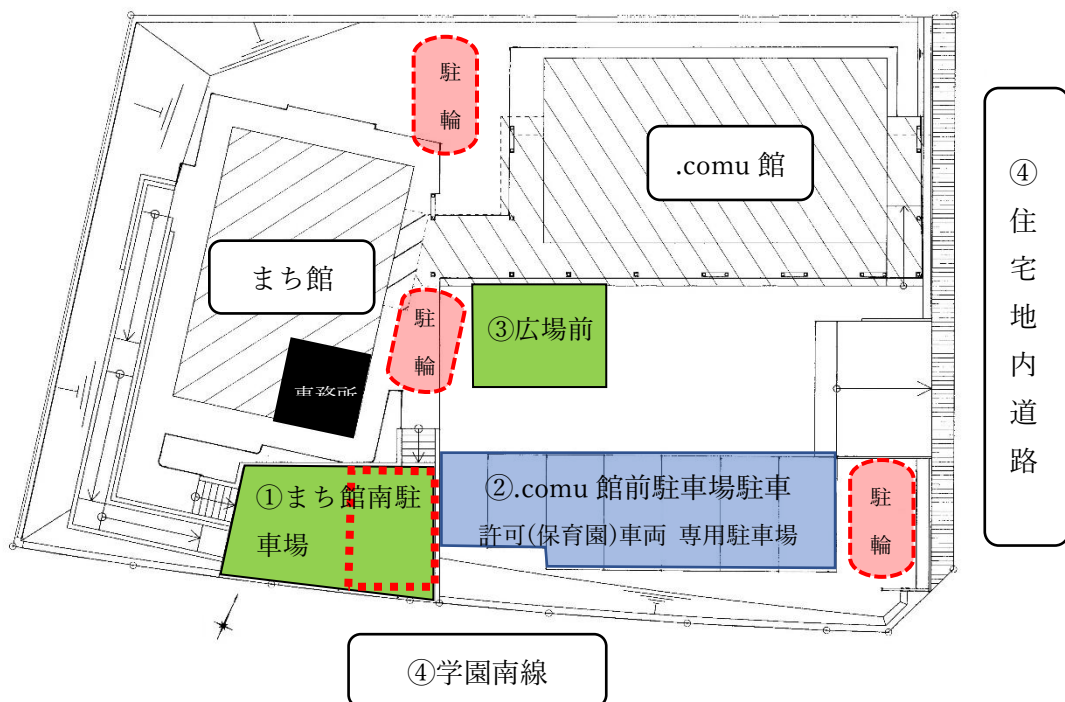 駐輪
.comu 館
④住宅地内道路
まち館
駐輪
③広場前
事務所
①まち館南駐
車場
②.comu 館前駐車場駐車
許可(保育園)車両 専用駐車場
駐輪
④学園南線